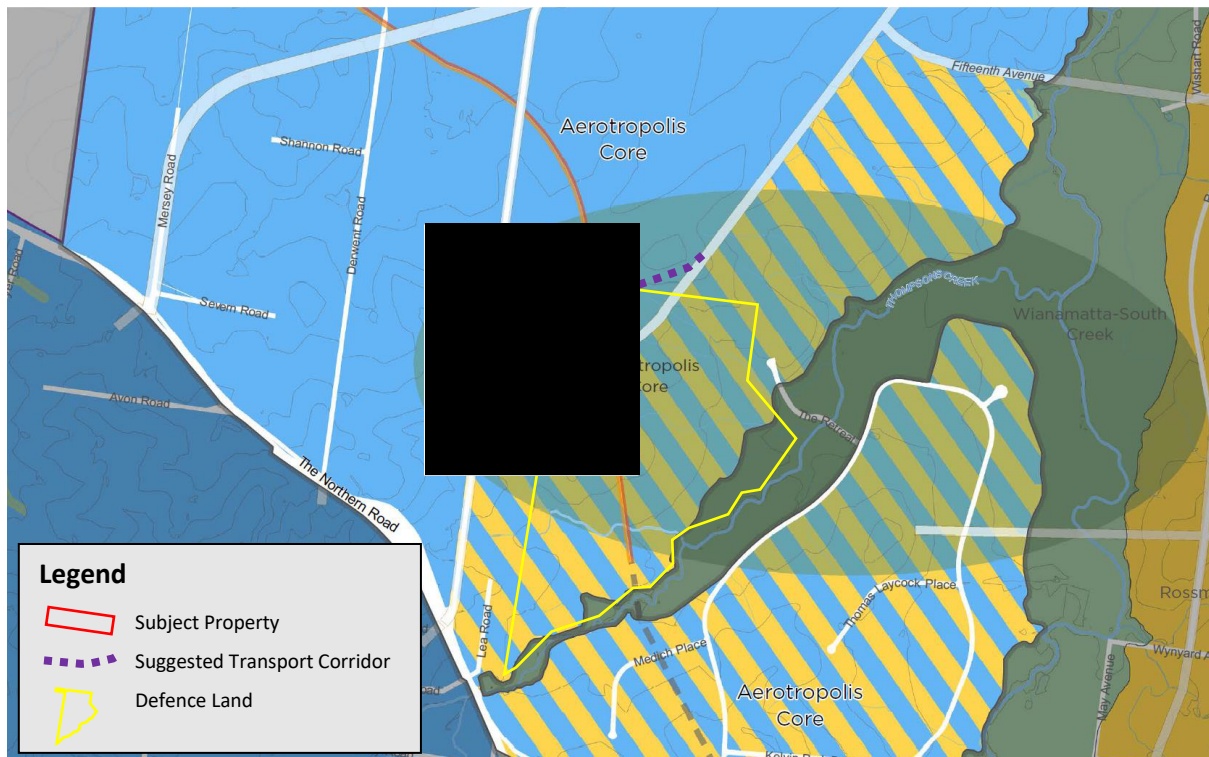 Fifteenth Avenue
Wishart Road
Aerotropolis
Core
Shannon Road
Mersey Road
Derwent Road
Severn Road
THOMPSONS CREEK
Wianamatta-South
Creek
Avon Road
The Retreat
The Northern Road
Legend
Subject Property
Suggested Transport Corridor
Defence Land
Lea Road
Thomas Laycock Place
Medich Place
Aerotropolis
Core
May Avenue